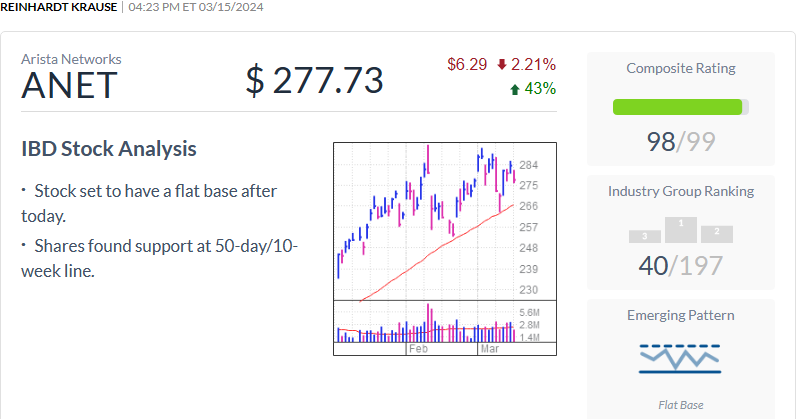 REINHARDT KRAUSE | 04:23 PM ET 03/15/2024
Arista Networks
ANET
$ 277.73
$6.29 2.21%
43%
IBD Stock Analysis
• Stock set to have a flat base after
today.
• Shares found support at 50-day/10-
week line.
284
275
266
257
248
239
230
5.6M
2.8M
1.4M
Feb
Mar
Composite Rating
98/99
Industry Group Ranking
3
1
2
40/197
Emerging Pattern
Flat Base